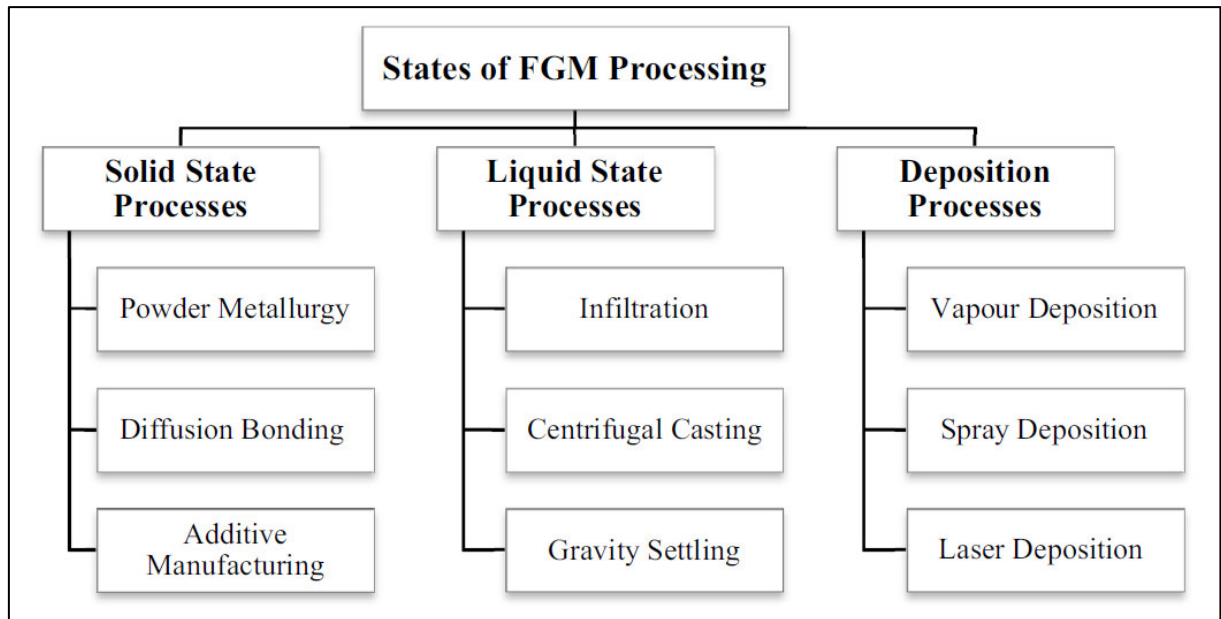 States of FGM Processing
Solid State
Processes
Powder Metallurgy
Diffusion Bonding
Additive
Manufacturing
Liquid State
Processes
Infiltration
Centrifugal Casting
Gravity Settling
Deposition
Processes
Vapour Deposition
Spray Deposition
Laser Deposition